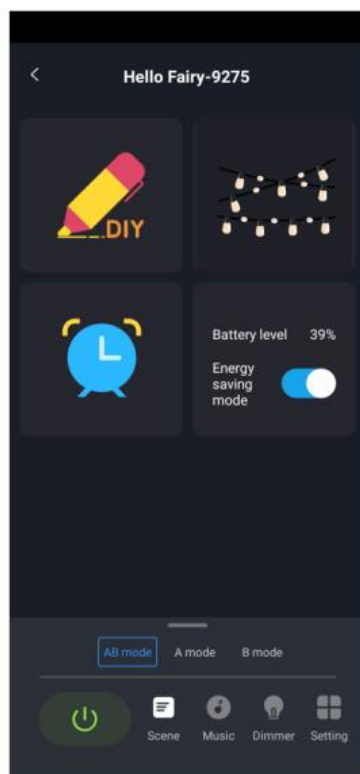 Hello Fairy-9275
DIY
Battery level 39%
Energy
saving
mode
AB mode A mode B mode
Scene Music Dimmer Setting